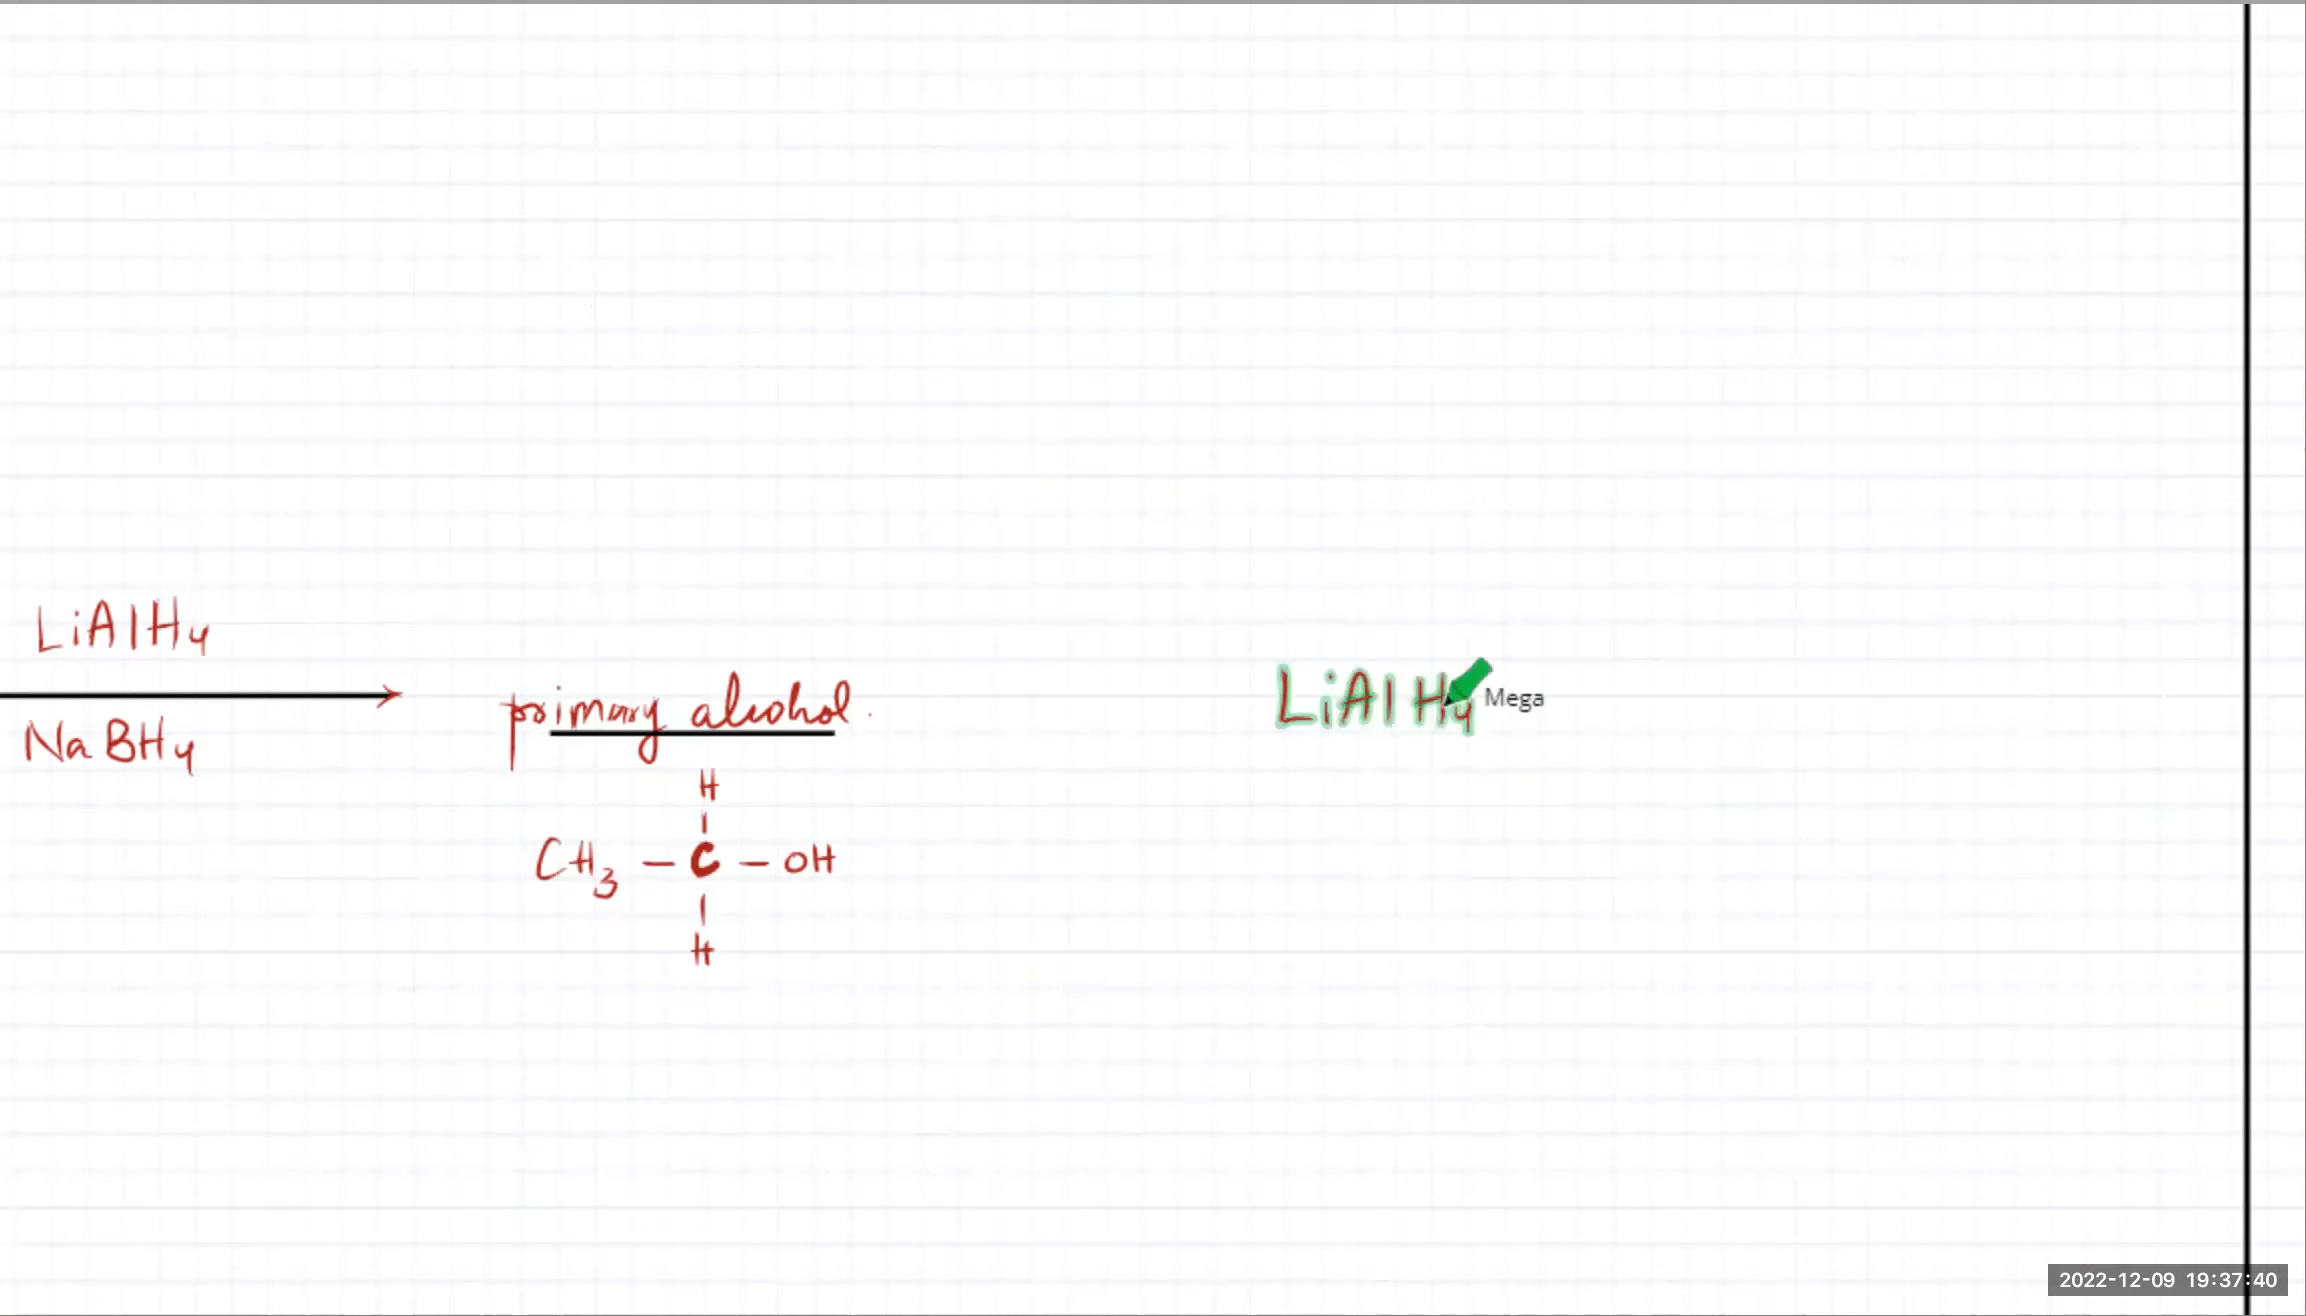 LiAlH4
NaBH4
primary alcohol.
H
|
CH3 – C – OH
|
H
LiAlH4
Mega
2022-12-09 19:37:40